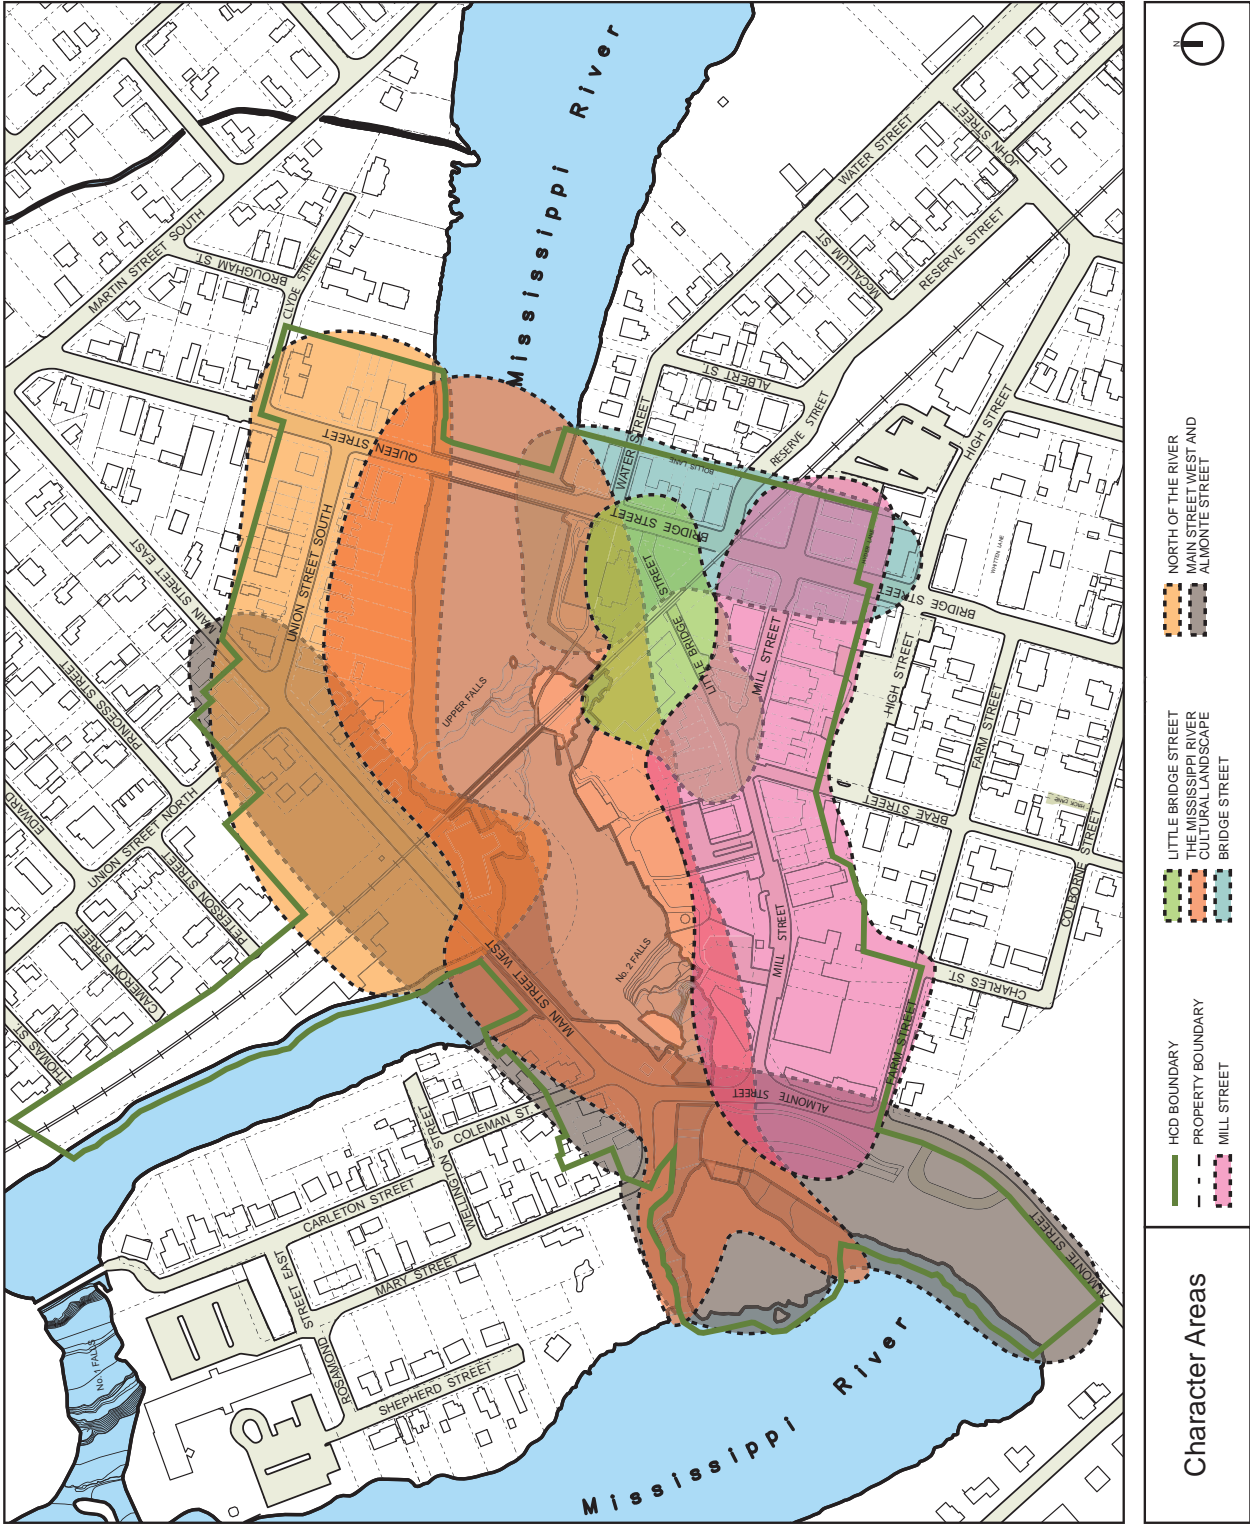 Mississippi River
MARTIN STREET SOUTH
BROUGHAM ST.
CLYDE STREET
QUEEN STREET
UNION STREET SOUTH
MAIN STREET EAST
PRINCESS STREET
EDWARD
UNION STREET NORTH
PETERSON STREET
CAMERON STREET
THOMAS ST.
WATER STREET
JOHN STREET
McCALLUM ST.
RESERVE STREET
ALBERT ST.
RESERVE STREET
WATER STREET
HOLLIS LANE
BRIDGE STREET
LITTLE BRIDGE STREET
HIGH STREET
WHYTEN LANE
BRIDGE STREET
HIGH STREET
MILL STREET
FARM STREET
BRAE STREET
COLBORNE STREET
CHARLES ST.
UPPER FALLS
No. 2 FALLS
MAIN STREET WEST
MILL STREET
FARM STREET
ALMONTE STREET
ALMONTE STREET
COLEMAN ST.
WELLINGTON STREET
CARLETON STREET
MARY STREET
ROSAMOND STREET EAST
SHEPHERD STREET
No. 1 FALLS
Mississippi River
Character Areas
HCD BOUNDARY
PROPERTY BOUNDARY
MILL STREET
LITTLE BRIDGE STREET
THE MISSISSIPPI RIVER
CULTURAL LANDSCAPE
BRIDGE STREET
NORTH OF THE RIVER
MAIN STREET WEST AND
ALMONTE STREET
N